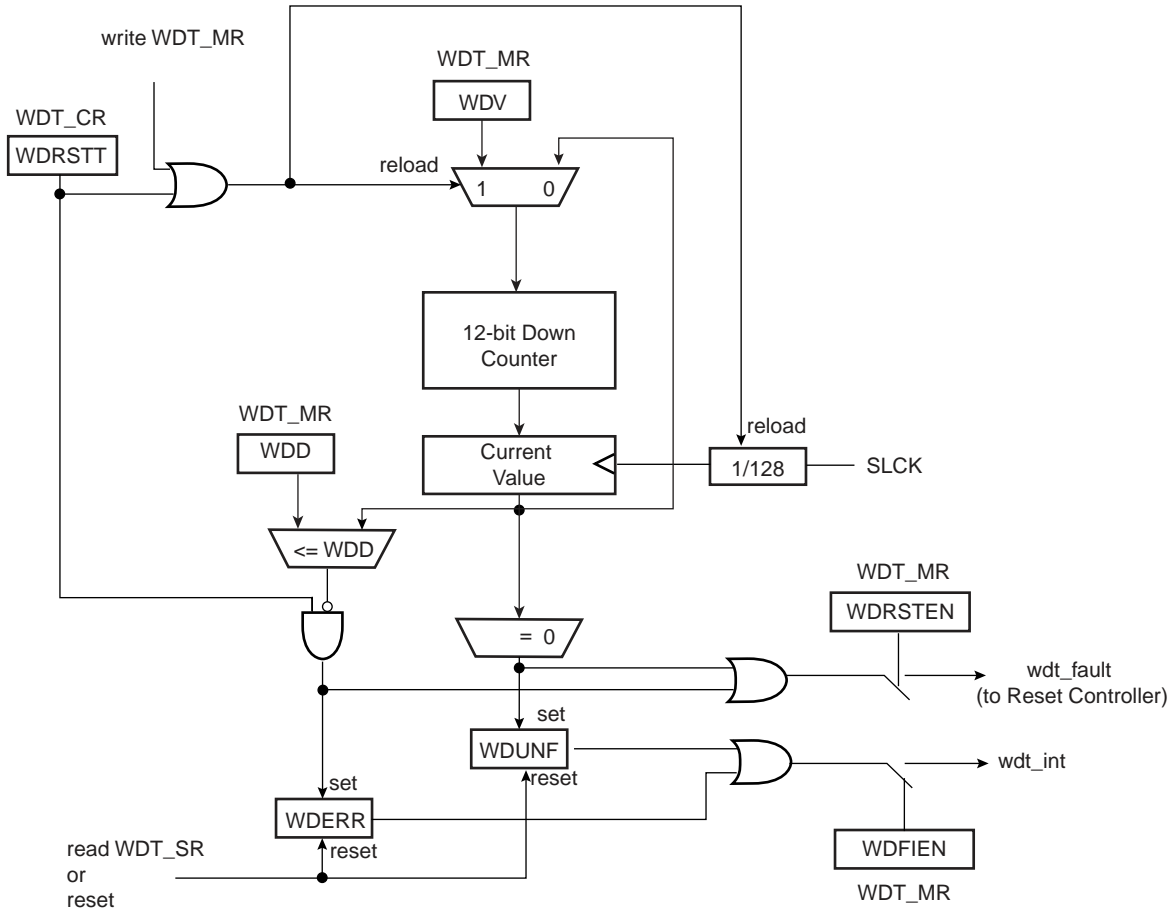 write WDT_MR
WDT_MR
WDV
WDT_CR
WDRSTT
reload
1 0
12-bit Down
Counter
WDT_MR
WDD
Current
Value
reload
1/128
SLCK
<= WDD
= 0
WDT_MR
WDRSTEN
wdt_fault
(to Reset Controller)
set
WDUNF
reset
wdt_int
set
WDERR
reset
read WDT_SR
or
reset
WDFIEN
WDT_MR